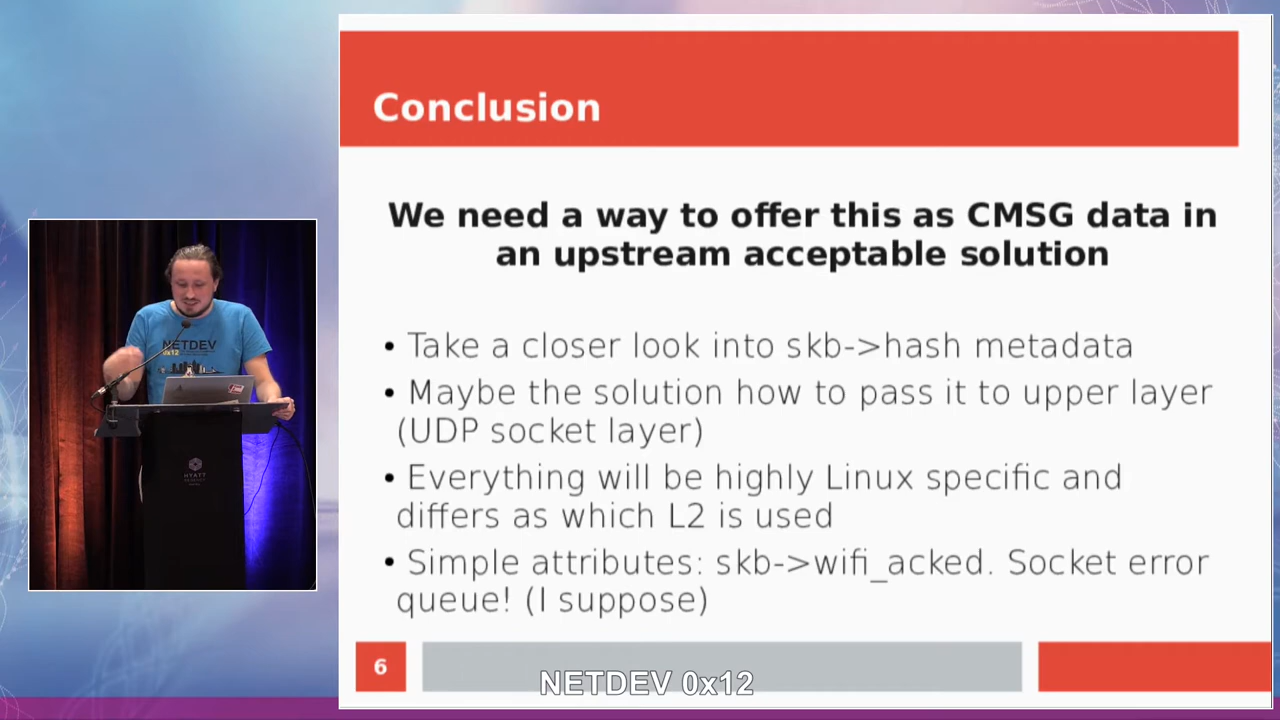 Conclusion
We need a way to offer this as CMSG data in
an upstream acceptable solution
• Take a closer look into skb->hash metadata
• Maybe the solution how to pass it to upper layer
(UDP socket layer)
• Everything will be highly Linux specific and
differs as which L2 is used
• Simple attributes: skb->wifi_acked. Socket error
queue! (I suppose)
6
NETDEV 0x12
NETDEV
0x12
HYATT